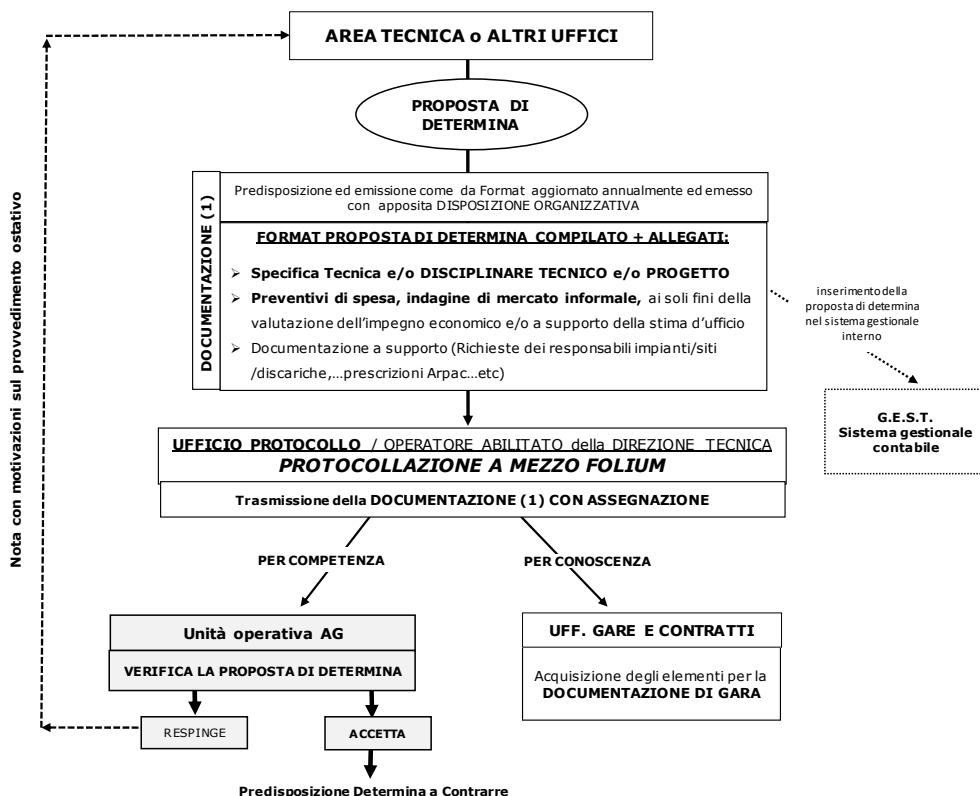 AREA TECNICA o ALTRI UFFICI
PROPOSTA DI
DETERMINA
Nota con motivazioni sul provvedimento ostativo
DOCUMENTAZIONE (1)
Predisposizione ed emissione come da Format aggiornato annualmente ed emesso
con apposita DISPOSIZIONE ORGANIZZATIVA
FORMAT PROPOSTA DI DETERMINA COMPILATO + ALLEGATI:
➢ Specifica Tecnica e/o DISCIPLINARE TECNICO e/o PROGETTO
➢ Preventivi di spesa, indagine di mercato informale, ai soli fini della
valutazione dell'impegno economico e/o a supporto della stima d'ufficio
➢ Documentazione a supporto (Richieste dei responsabili impianti/siti
/discariche,...prescrizioni Arpac...etc)
inserimento della
proposta di determina
nel sistema gestionale
interno
G.E.S.T.
Sistema gestionale
contabile
UFFICIO PROTOCOLLO / OPERATORE ABILITATO della DIREZIONE TECNICA
PROTOCOLLAZIONE A MEZZO FOLIUM
Trasmissione della DOCUMENTAZIONE (1) CON ASSEGNAZIONE
PER COMPETENZA
PER CONOSCENZA
Unità operativa AG
VERIFICA LA PROPOSTA DI DETERMINA
RESPINGE
ACCETTA
Predisposizione Determina a Contrarre
UFF. GARE E CONTRATTI
Acquisizione degli elementi per la
DOCUMENTAZIONE DI GARA